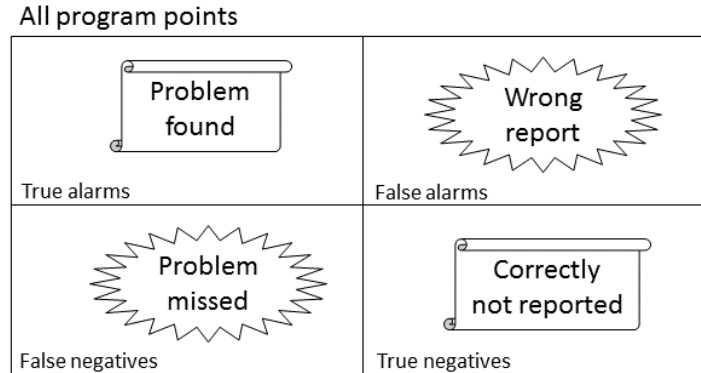 All program points
Problem
found
True alarms
Wrong
report
False alarms
Problem
missed
False negatives
Correctly
not reported
True negatives